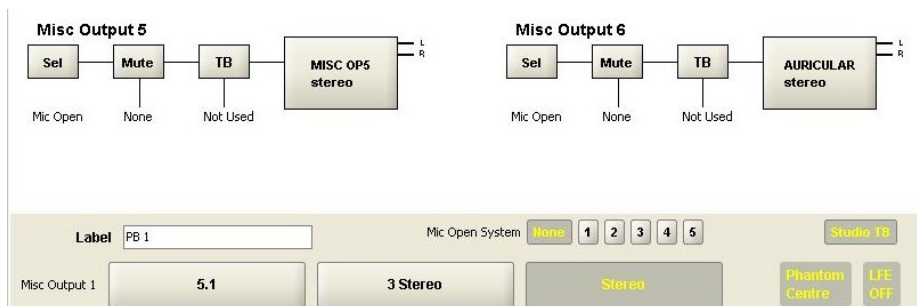 Misc Output 5
Misc Output 6
Sel Mute TB MISC OP5 stereo L R
Sel Mute TB AURICULAR stereo L R
Mic Open None Not Used
Mic Open None Not Used
Label PB 1 Mic Open System None 1 2 3 4 5 Studio TB
Misc Output 1 5.1 3 Stereo Stereo Phantom Centre LFE OFF